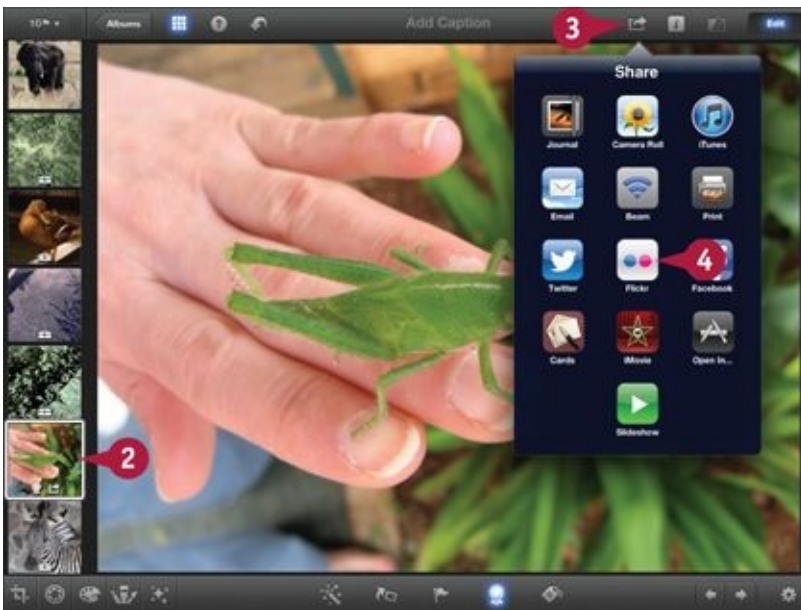 10
Albums
Add Caption
3
Edit
Share
Journal
Camera Roll
iTunes
Email
Beam
Print
4
Twitter
Flickr
Facebook
Cards
iMovie
Open In...
Slideshow
2